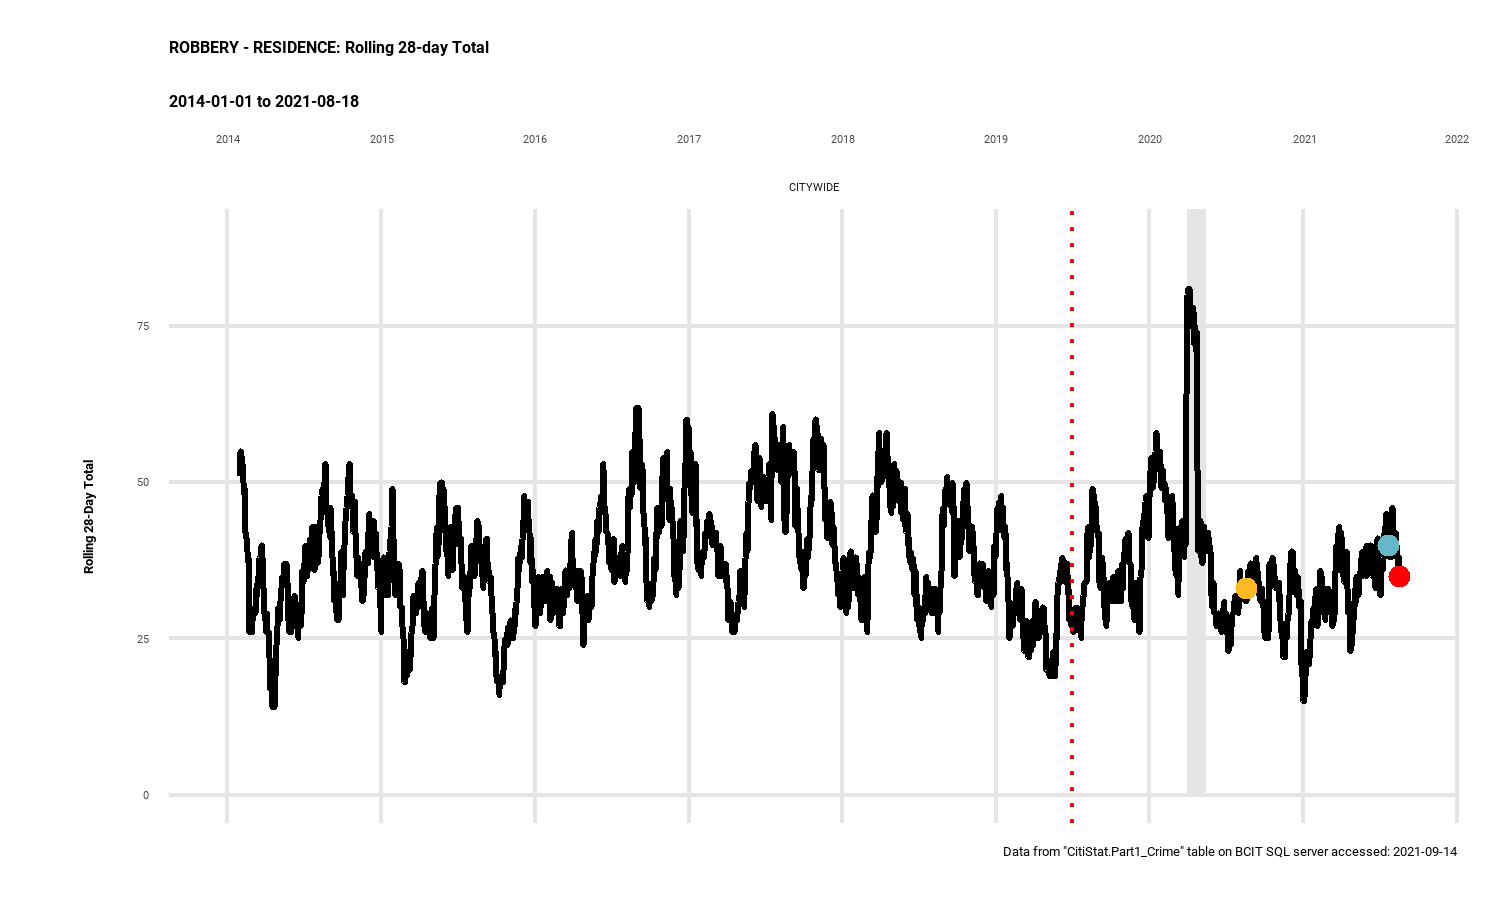 ROBBERY - RESIDENCE: Rolling 28-day Total
2014-01-01 to 2021-08-18
2014 2015 2016 2017 2018 2019 2020 2021 2022
CITYWIDE
75
50
25
0
Rolling 28-Day Total
Data from "CitiStat.Part1_Crime" table on BCIT SQL server accessed: 2021-09-14